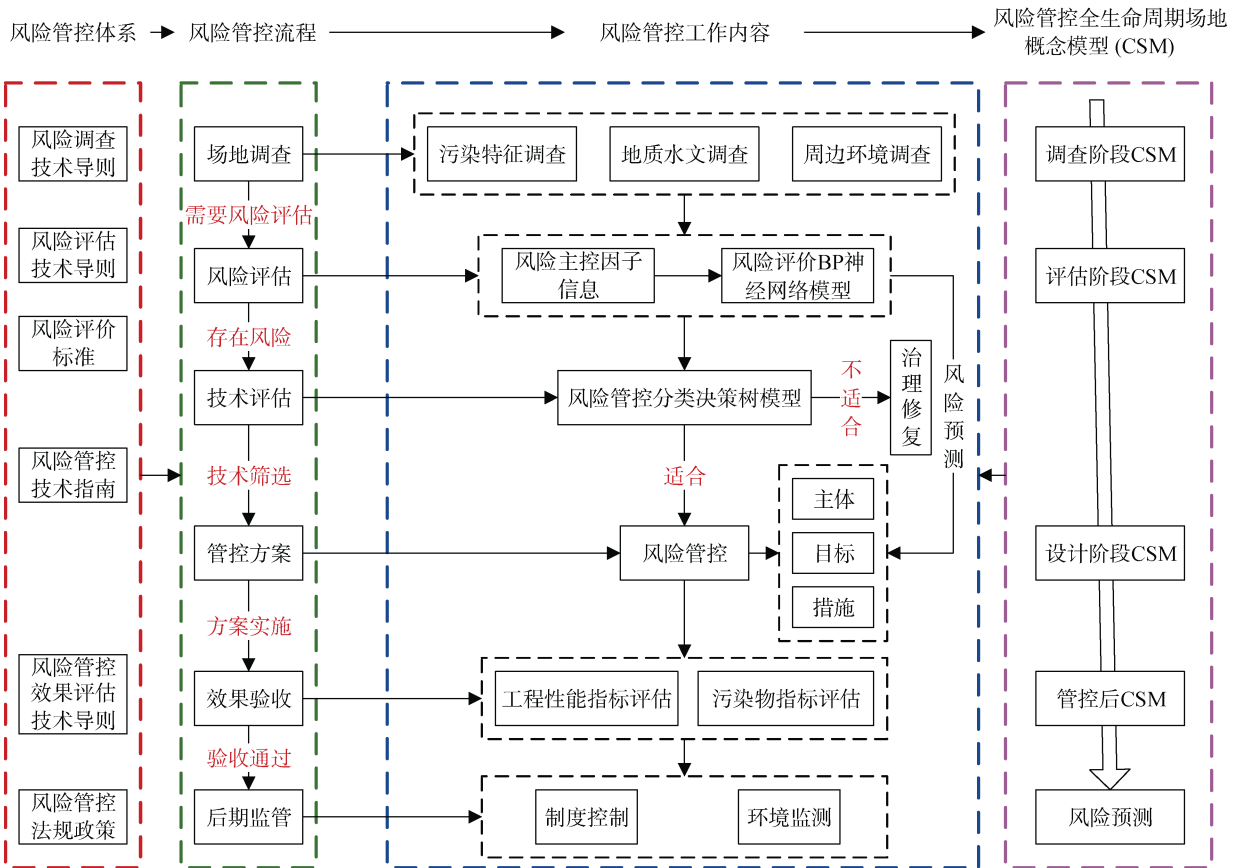 风险管控体系
风险管控流程
风险管控工作内容
风险管控全生命周期场地
概念模型 (CSM)
风险调查
技术导则
风险评估
技术导则
风险评价
标准
风险管控
技术指南
风险管控
效果评估
技术导则
风险管控
法规政策
场地调查
需要风险评估
风险评估
存在风险
技术评估
技术筛选
管控方案
方案实施
效果验收
验收通过
后期监管
污染特征调查
地质水文调查
周边环境调查
风险主控因子
信息
风险评价BP神
经网络模型
风险管控分类决策树模型
不适合
治理修复
风险预测
适合
风险管控
主体
目标
措施
工程性能指标评估
污染物指标评估
制度控制
环境监测
调查阶段CSM
评估阶段CSM
设计阶段CSM
管控后CSM
风险预测